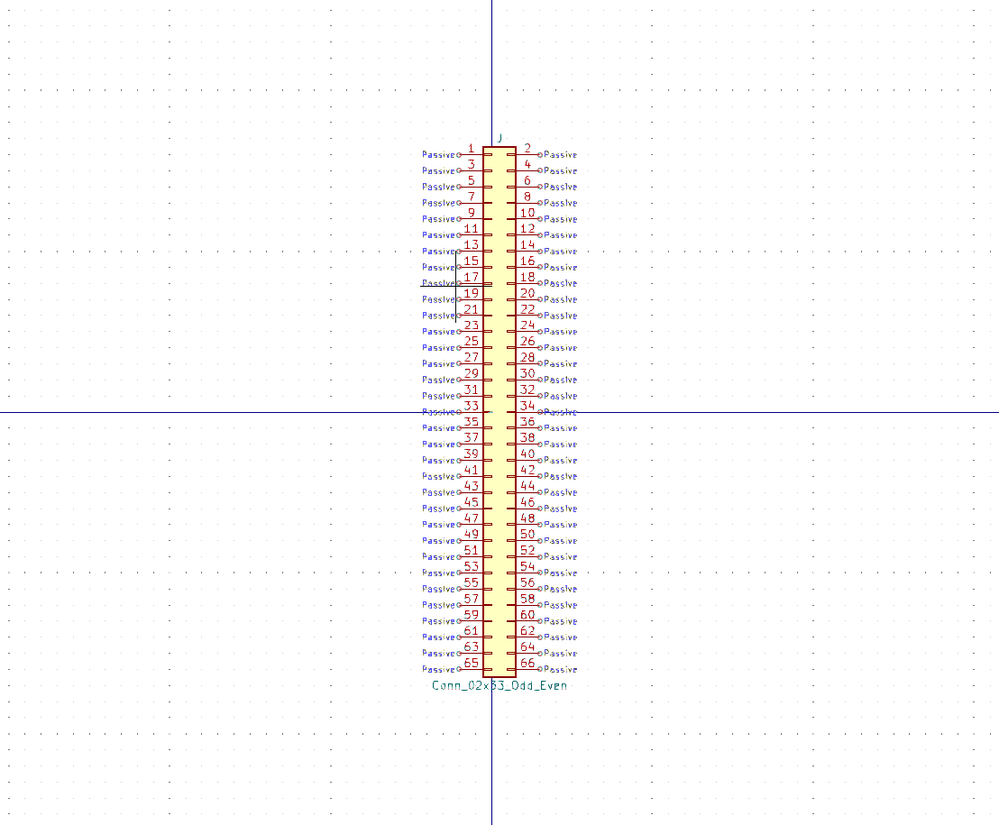 J
Passive 1 2 Passive
Passive 3 4 Passive
Passive 5 6 Passive
Passive 7 8 Passive
Passive 9 10 Passive
Passive 11 12 Passive
Passive 13 14 Passive
Passive 15 16 Passive
Passive 17 18 Passive
Passive 19 20 Passive
Passive 21 22 Passive
Passive 23 24 Passive
Passive 25 26 Passive
Passive 27 28 Passive
Passive 29 30 Passive
Passive 31 32 Passive
Passive 33 34 Passive
Passive 35 36 Passive
Passive 37 38 Passive
Passive 39 40 Passive
Passive 41 42 Passive
Passive 43 44 Passive
Passive 45 46 Passive
Passive 47 48 Passive
Passive 49 50 Passive
Passive 51 52 Passive
Passive 53 54 Passive
Passive 55 56 Passive
Passive 57 58 Passive
Passive 59 60 Passive
Passive 61 62 Passive
Passive 63 64 Passive
Passive 65 66 Passive
Conn_02x33_Odd_Even